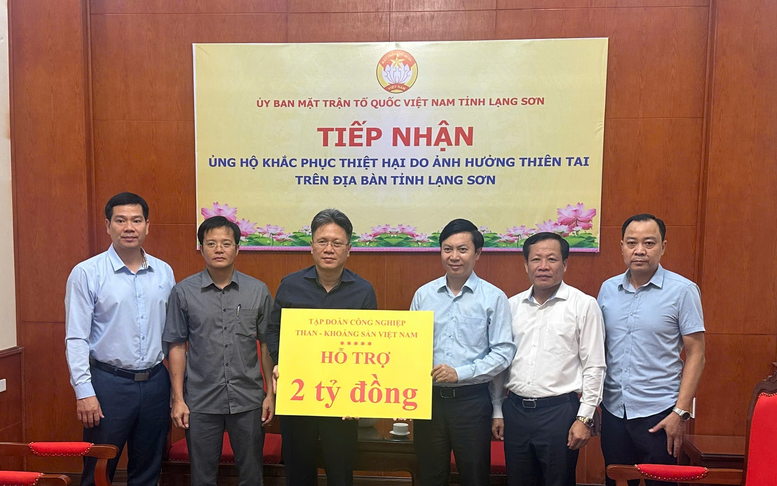 ỦY BAN MẶT TRẬN TỔ QUỐC VIỆT NAM TỈNH LẠNG SƠN
TIẾP NHẬN
ỦNG HỘ KHẮC PHỤC THIỆT HẠI DO ẢNH HƯỞNG THIÊN TAI
TRÊN ĐỊA BÀN TỈNH LẠNG SƠN
TẬP ĐOÀN CÔNG NGHIỆP
THAN - KHOÁNG SẢN VIỆT NAM
*****
HỖ TRỢ
2 tỷ đồng